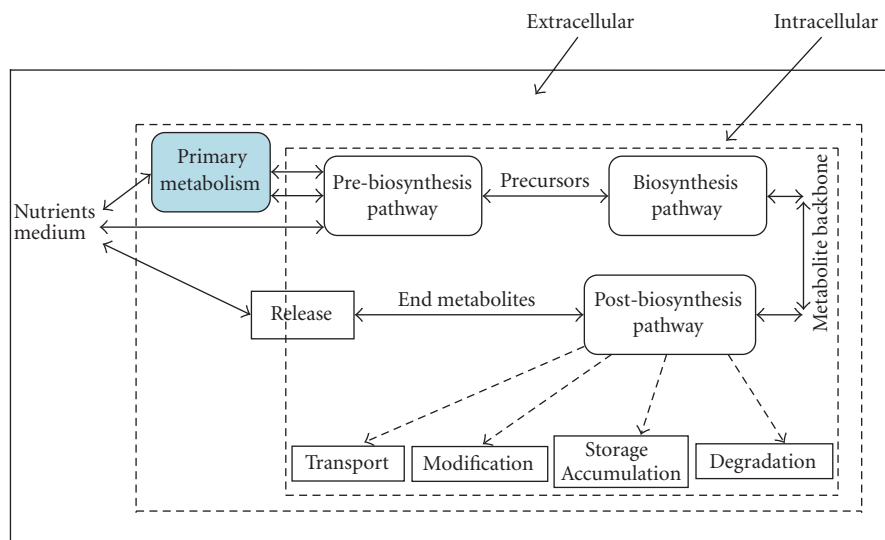 Extracellular
Intracellular
Primary
metabolism
Pre-biosynthesis
pathway
Precursors
Biosynthesis
pathway
Metabolite backbone
Nutrients
medium
Release
End metabolites
Post-biosynthesis
pathway
Transport
Modification
Storage
Accumulation
Degradation